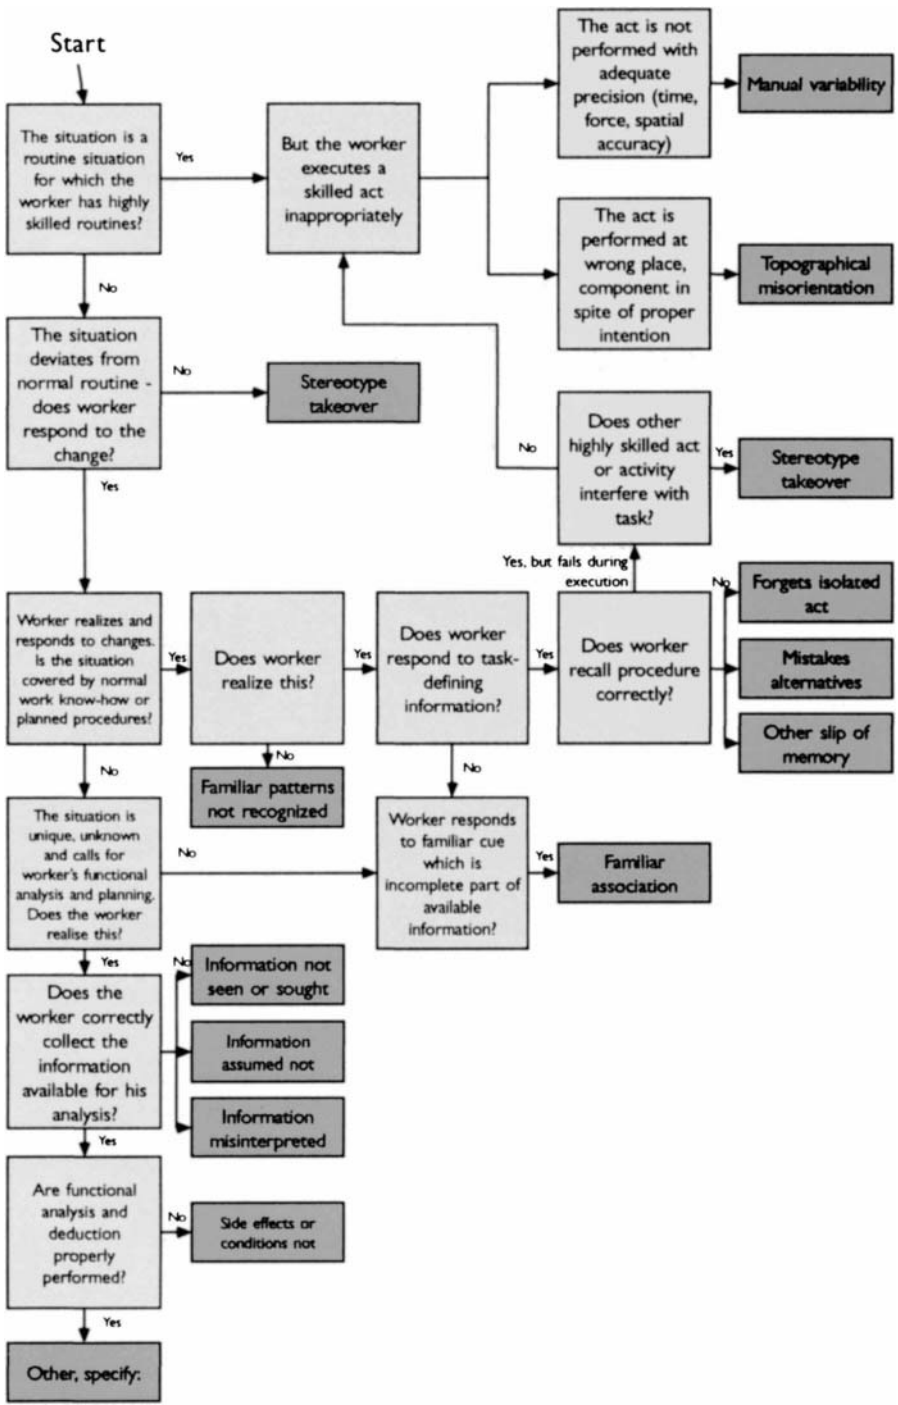 Start
The situation is a
routine situation
for which the
worker has highly
skilled routines?
Yes
But the worker
executes a
skilled act
inappropriately
The act is not
performed with
adequate
precision (time,
force, spatial
accuracy)
Manual variability
The act is
performed at
wrong place,
component in
spite of proper
intention
Topographical
misorientation
No
The situation
deviates from
normal routine -
does worker
respond to the
change?
No
Stereotype
takeover
Does other
highly skilled act
or activity
interfere with
task?
No
Yes
Stereotype
takeover
Yes
Yes, but fails during
execution
Worker realizes and
responds to changes.
Is the situation
covered by normal
work know-how or
planned procedures?
Yes
Does worker
realize this?
Yes
Does worker
respond to task-
defining
information?
Yes
Does worker
recall procedure
correctly?
No
Forgets isolated
act
Mistakes
alternatives
Other slip of
memory
No
No
Familiar patterns
not recognized
No
The situation is
unique, unknown
and calls for
worker's functional
analysis and planning.
Does the worker
realise this?
No
Worker responds
to familiar cue
which is
incomplete part of
available
information?
Yes
Familiar
association
Yes
Does the
worker correctly
collect the
information
available for his
analysis?
No
Information not
seen or sought
Information
assumed not
Information
misinterpreted
Yes
Are functional
analysis and
deduction
properly
performed?
No
Side effects or
conditions not
Yes
Other, specify: